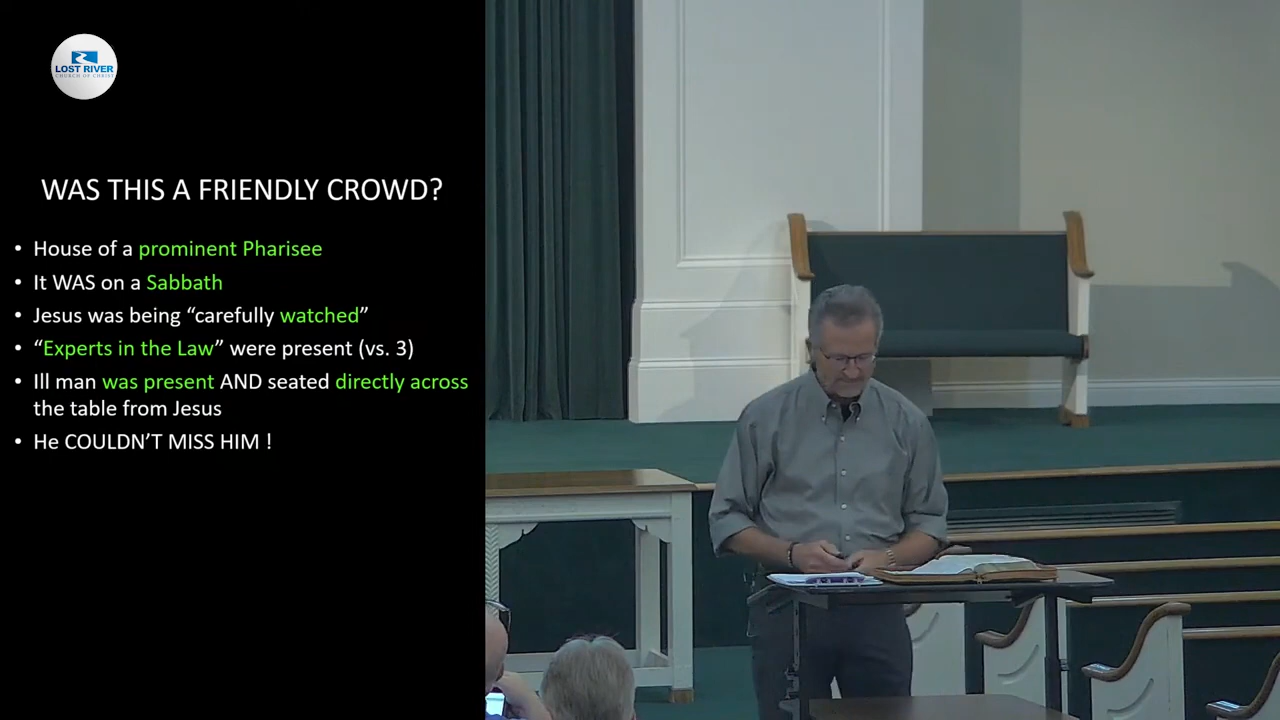 LOST RIVER
CHURCH OF CHRIST
WAS THIS A FRIENDLY CROWD?
• House of a prominent Pharisee
• It WAS on a Sabbath
• Jesus was being “carefully watched”
• “Experts in the Law” were present (vs. 3)
• Ill man was present AND seated directly across
the table from Jesus
• He COULDN’T MISS HIM !